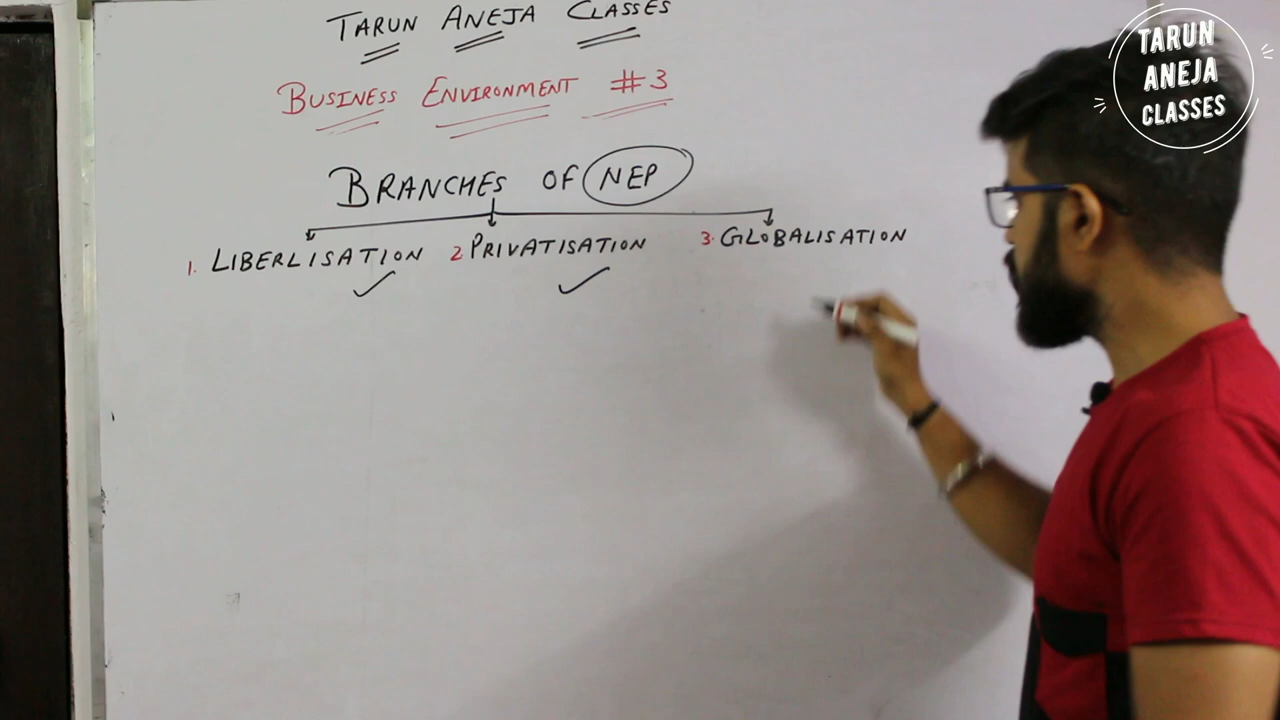 TARUN ANEJA CLASSES
BUSINESS ENVIRONMENT #3
BRANCHES OF NEP
1. LIBERLISATION 2 PRIVATISATION 3. GLOBALISATION
TARUN
ANEJA
CLASSES